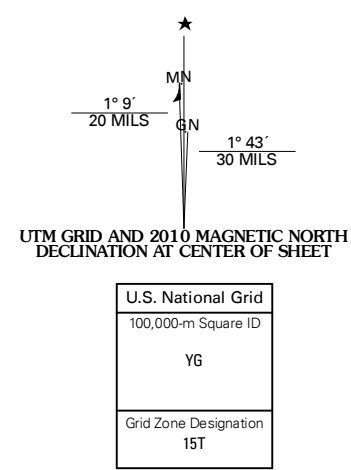 MN
1° 9´
20 MILS
GN
1° 43´
30 MILS
UTM GRID AND 2010 MAGNETIC NORTH
DECLINATION AT CENTER OF SHEET
U.S. National Grid
100,000-m Square ID
YG
Grid Zone Designation
15T